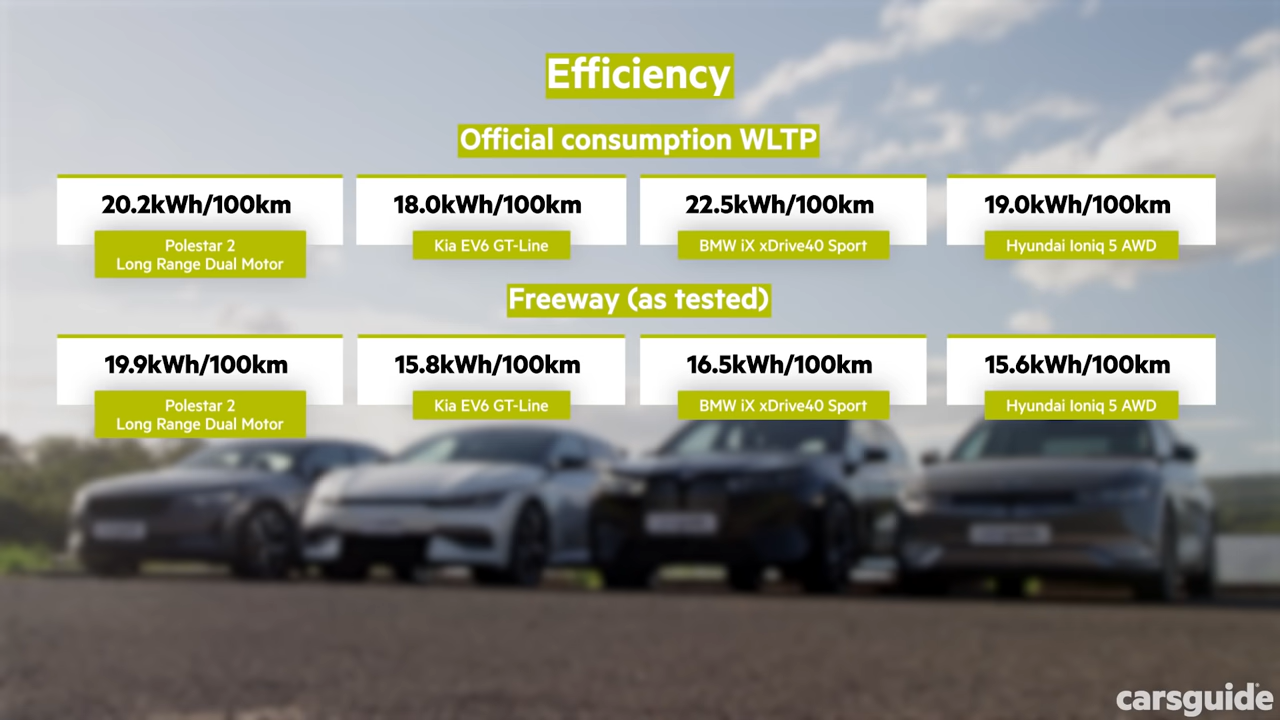 Efficiency
Official consumption WLTP
20.2kWh/100km
Polestar 2
Long Range Dual Motor
18.0kWh/100km
Kia EV6 GT-Line
22.5kWh/100km
BMW iX xDrive40 Sport
19.0kWh/100km
Hyundai Ioniq 5 AWD
Freeway (as tested)
19.9kWh/100km
Polestar 2
Long Range Dual Motor
15.8kWh/100km
Kia EV6 GT-Line
16.5kWh/100km
BMW iX xDrive40 Sport
15.6kWh/100km
Hyundai Ioniq 5 AWD
carsguide